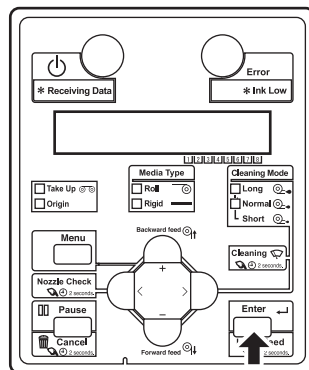 Error
* Receiving Data
* Ink Low
1 2 3 4 5 6 7 8
Media Type
Cleaning Mode
Take Up
Roll
Long
Origin
Rigid
Normal
Short
Menu
Backward feed
Cleaning
2 seconds.
Nozzle Check
2 seconds.
+
< >
−
Pause
Enter
Cancel
2 seconds.
Forward feed
2 seconds.